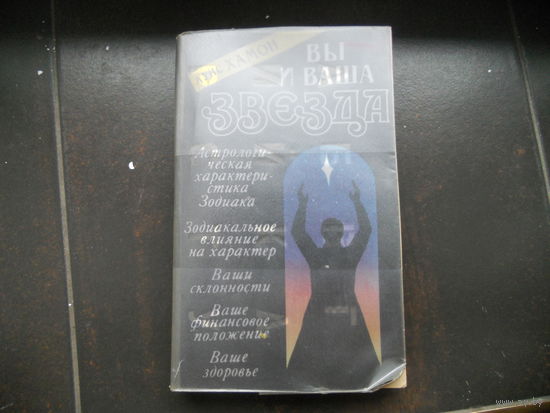 ХАМОН
ВЫ
И ВАША
ЗВЕЗДА
Астрологи-
ческая
характери-
стика
Зодиака
Зодиакальное
влияние
на характер
Ваши
склонности
Ваше
финансовое
положение
Ваше
здоровье